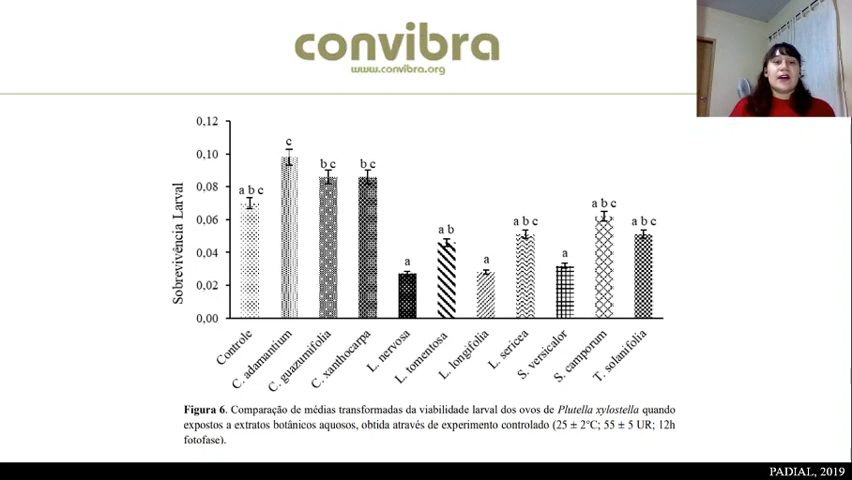 convibra
www.convibra.org
Sobrevivência Larval
0,12
0,10
0,08
0,06
0,04
0,02
0,00
a b c
c
b c
b c
a
a b
a
a b c
a
a b c
a b c
Controle
C. adamantium
C. guazumifolia
C. xanthocarpa
L. nervosa
L. tomentosa
L. longifolia
L. sericea
S. versicalor
S. camporum
T. solanifolia
Figura 6. Comparação de médias transformadas da viabilidade larval dos ovos de Plutella xylostella quando
expostos a extratos botânicos aquosos, obtida através de experimento controlado (25 ± 2°C; 55 ± 5 UR; 12h
fotofase).
PADIAL, 2019